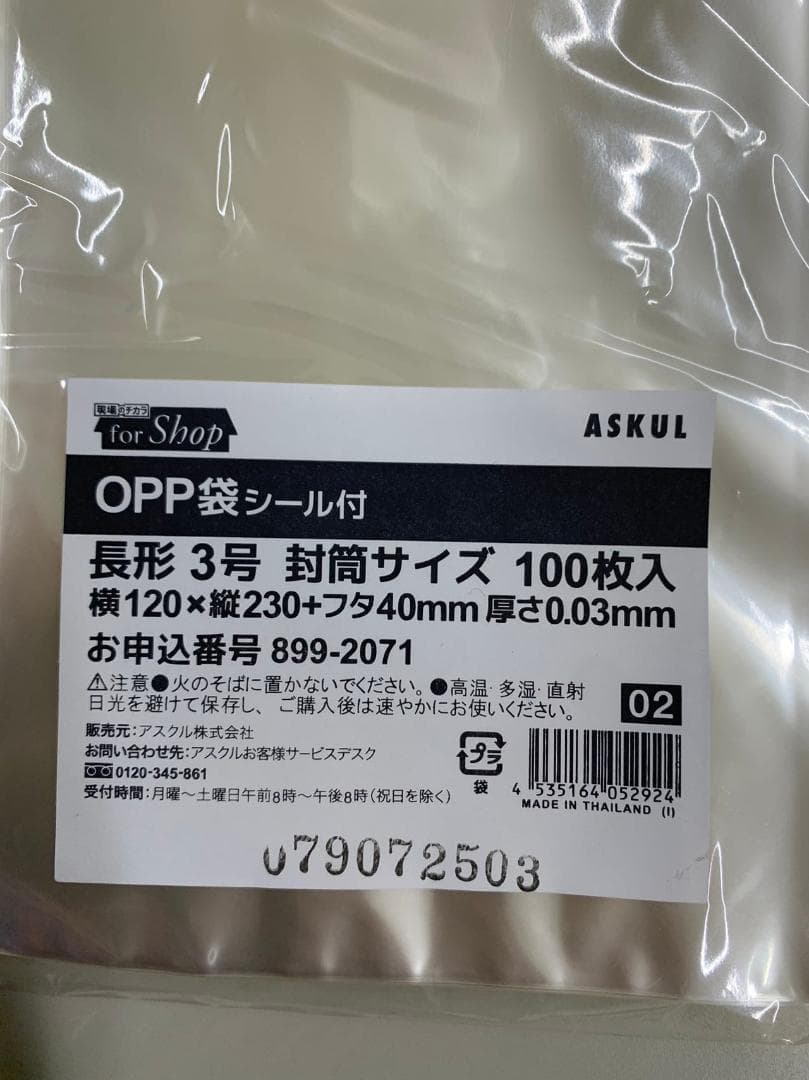 現場のチカラ
for Shop
ASKUL
OPP袋シール付
長形 3号 封筒サイズ 100枚入
横120×縦230+フタ40mm 厚さ0.03mm
お申込番号 899-2071
⚠注意●火のそばに置かないでください。●高温・多湿・直射
日光を避けて保存し、ご購入後は速やかにお使いください。
02
販売元:アスクル株式会社
お問い合わせ先:アスクルお客様サービスデスク
0120-345-861
受付時間:月曜～土曜日午前8時～午後8時(祝日を除く)
プラ
袋
4 535164 052924
MADE IN THAILAND (I)
079072503